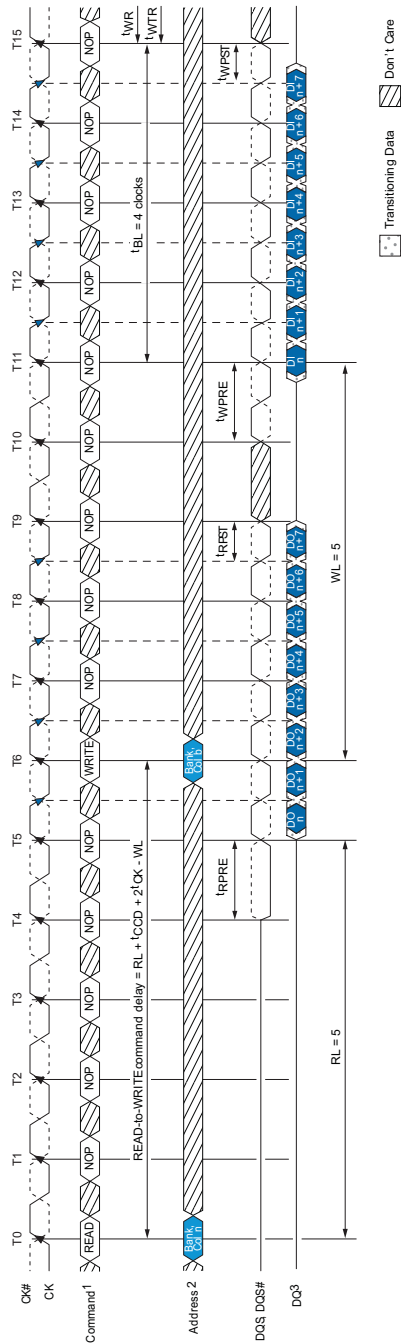 T0 T1 T2 T3 T4 T5 T6 T7 T8 T9 T10 T11 T12 T13 T14 T15
CK#
CK
Command1 READ NOP NOP NOP NOP NOP WRITE NOP NOP NOP NOP NOP NOP NOP NOP NOP
READ-to-WRITE command delay = RL + tCCD + 2tCK - WL
tBL = 4 clocks
tWR
tWTR
Address 2 Bank, Col n Bank, Col b
tRPRE tRPST tWPRE tWPST
DQS, DQS#
DQ3 DO n DO n + 1 DO n + 2 DO n + 3 DO n + 4 DO n + 5 DO n + 6 DO n + 7 DI n DI n + 1 DI n + 2 DI n + 3 DI n + 4 DI n + 5 DI n + 6 DI n + 7
RL = 5 WL = 5
Transitioning Data Don't Care